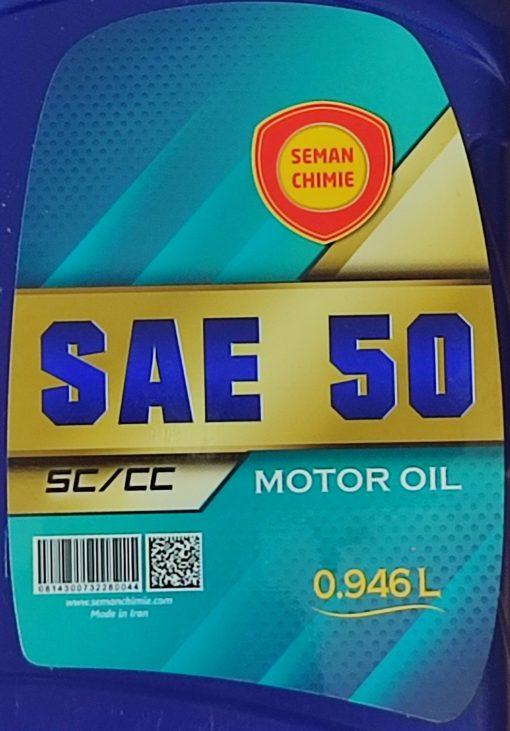 SEMAN
CHIMIE
SAE 50
SC/CC
MOTOR OIL
0814300732280044
0.946 L
www.semanchimie.com
Made in Iran